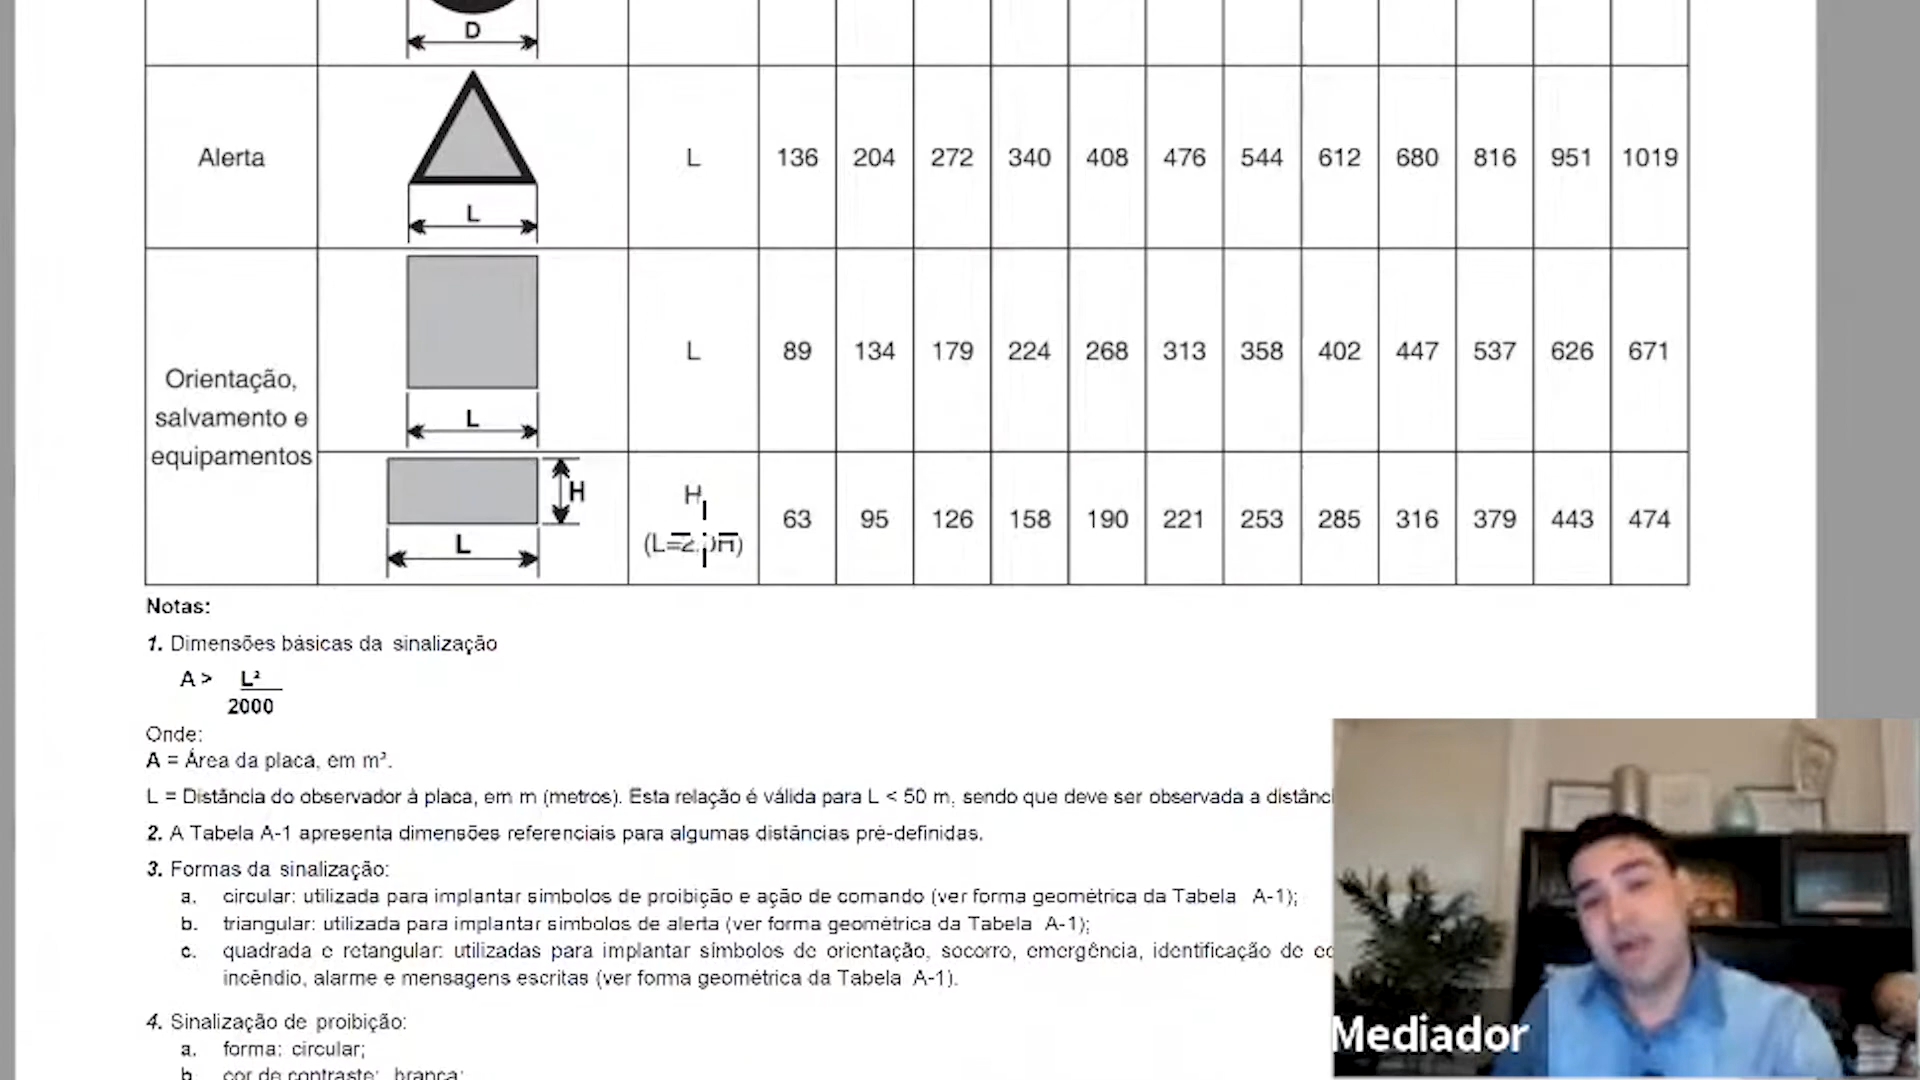 D
Alerta
L
L 136 204 272 340 408 476 544 612 680 816 951 1019
Orientação,
salvamento e
equipamentos
L
L 89 134 179 224 268 313 358 402 447 537 626 671
H
L
H
63 95 126 158 190 221 253 285 316 379 443 474
Notas:
1. Dimensões básicas da sinalização
A > L²
2000
Onde:
A = Área da placa, em m².
L = Distância do observador à placa, em m (metros). Esta relação é válida para L < 50 m, sendo que deve ser observada a
2. A Tabela A-1 apresenta dimensões referenciais para algumas distâncias pré-definidas.
3. Formas da sinalização:
a. circular: utilizada para implantar símbolos de proibição e ação de comando (ver forma geométrica da Tabela A-1);
b. triangular: utilizada para implantar símbolos de alerta (ver forma geométrica da Tabela A-1);
c. quadrada e retangular: utilizadas para implantar símbolos de orientação, socorro, emergência, identificação de
incêndio, alarme e mensagens escritas (ver forma geométrica da Tabela A-1).
4. Sinalização de proibição:
a. forma: circular;
b. cor de contraste: branca;
Mediador